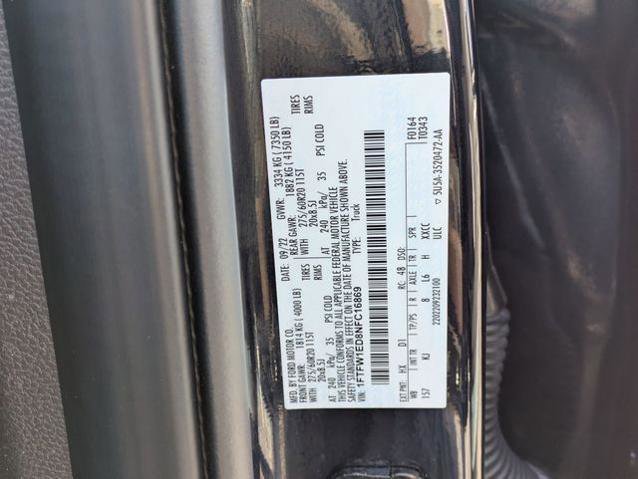 MFD. BY FORD MOTOR CO. DATE: 09/22 GVWR: 3334 KG ( 7350 LB)
FRONT GAWR: 1814 KG ( 4000 LB) REAR GAWR: 1882 KG ( 4150 LB)
WITH 275/60R20 115T TIRES WITH 275/60R20 115T TIRES
20x8.5J RIMS 20x8.5J RIMS
AT 240 kPa/ 35 PSI COLD AT 240 kPa/ 35 PSI COLD
THIS VEHICLE CONFORMS TO ALL APPLICABLE FEDERAL MOTOR VEHICLE
SAFETY STANDARDS IN EFFECT ON THE DATE OF MANUFACTURE SHOWN ABOVE.
VIN: 1FTFW1ED8NFC16869 TYPE: Truck
F0164
T0343
EXT PNT: HX D1 RC: 48 DSO:
WB INT TR TP/PS R AXLE TR SPR
157 KJ 8 L6 H XXCC
2202209232100 ULC ▽ 5U5A-3520472-AA